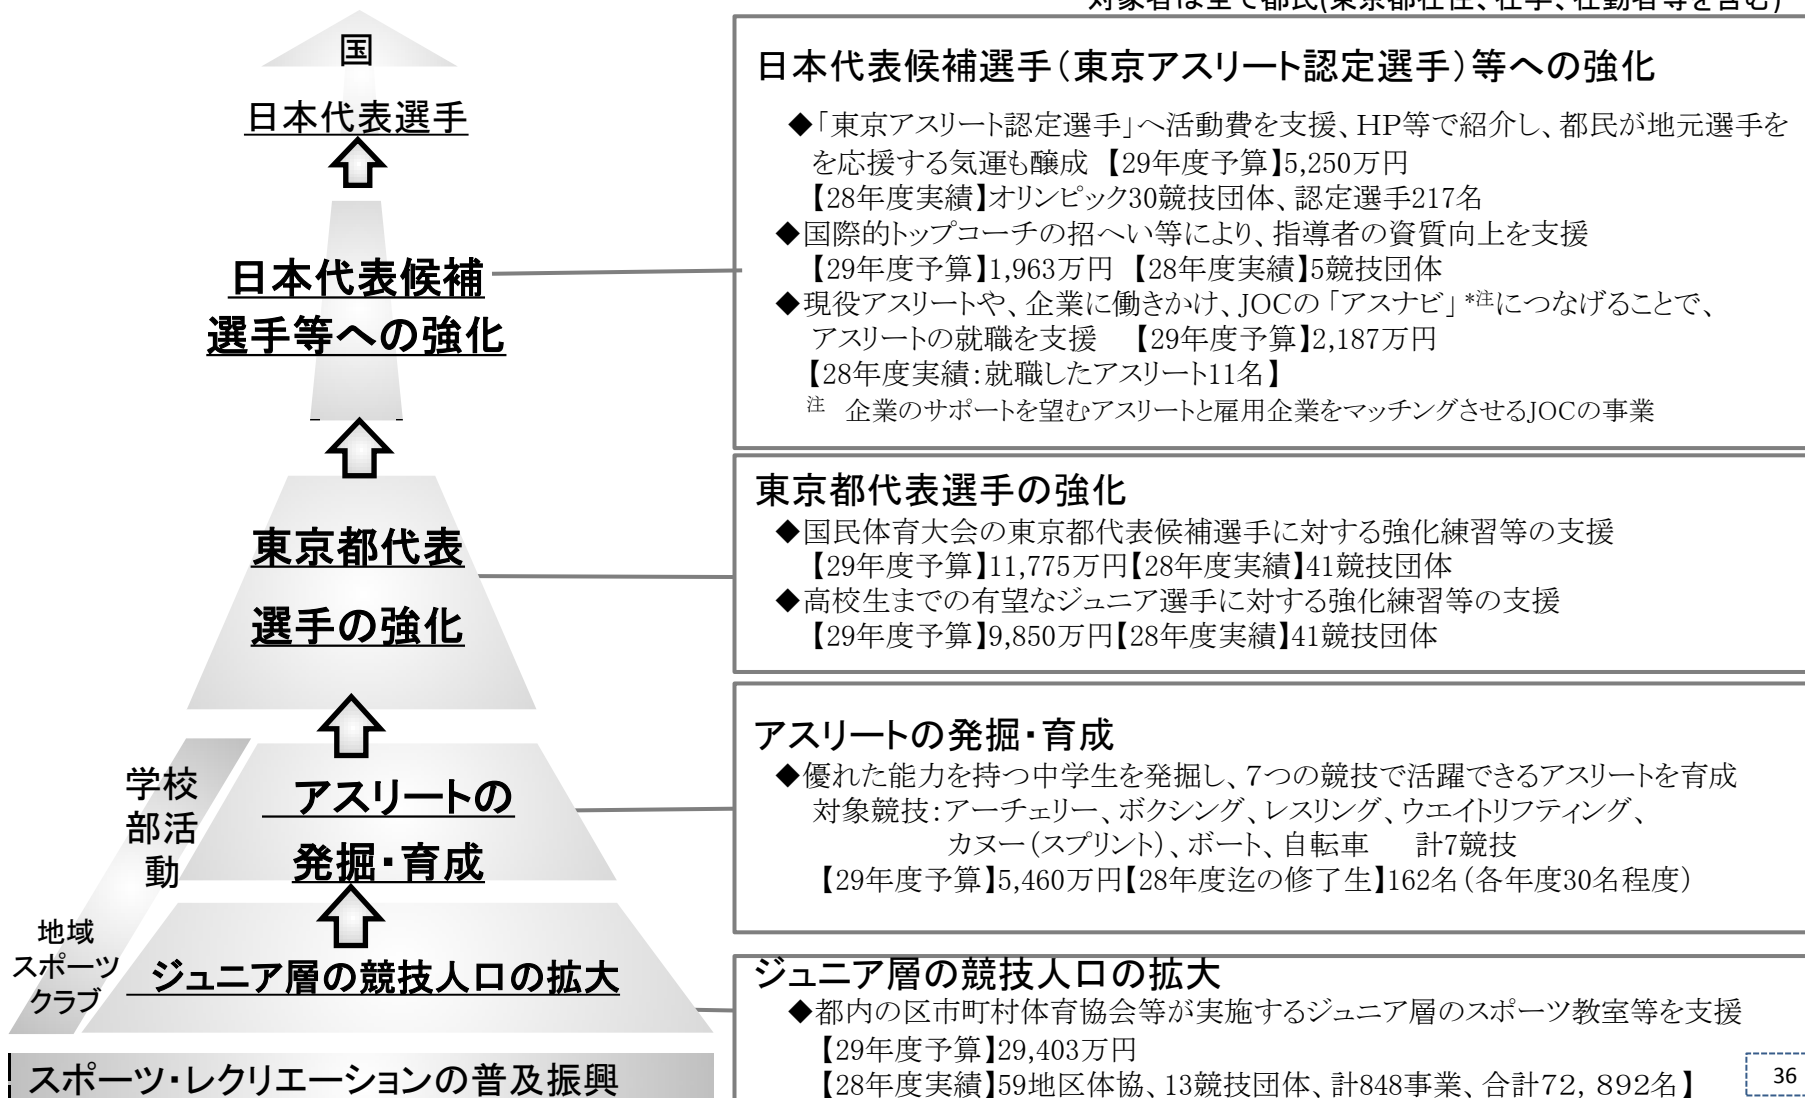 対象者は全て都民(東京都在住、在学、在勤者等を含む)
国
日本代表選手
日本代表候補
選手等への強化
東京都代表
選手の強化
アスリートの
発掘・育成
ジュニア層の競技人口の拡大
学校
部活
動
地域
スポーツ
クラブ
スポーツ・レクリエーションの普及振興
日本代表候補選手（東京アスリート認定選手）等への強化
◆「東京アスリート認定選手」へ活動費を支援、HP等で紹介し、都民が地元選手を
を応援する気運も醸成 【29年度予算】5,250万円
【28年度実績】オリンピック30競技団体、認定選手217名
◆国際的トップコーチの招へい等により、指導者の資質向上を支援
【29年度予算】1,963万円 【28年度実績】5競技団体
◆現役アスリートや、企業に働きかけ、JOCの「アスナビ」*注につなげることで、
アスリートの就職を支援 【29年度予算】2,187万円
【28年度実績：就職したアスリート11名】
注 企業のサポートを望むアスリートと雇用企業をマッチングさせるJOCの事業
東京都代表選手の強化
◆国民体育大会の東京都代表候補選手に対する強化練習等の支援
【29年度予算】11,775万円【28年度実績】41競技団体
◆高校生までの有望なジュニア選手に対する強化練習等の支援
【29年度予算】9,850万円【28年度実績】41競技団体
アスリートの発掘・育成
◆優れた能力を持つ中学生を発掘し、７つの競技で活躍できるアスリートを育成
対象競技：アーチェリー、ボクシング、レスリング、ウエイトリフティング、
カヌー（スプリント）、ボート、自転車 計7競技
【29年度予算】5,460万円【28年度迄の修了生】162名（各年度30名程度）
ジュニア層の競技人口の拡大
◆都内の区市町村体育協会等が実施するジュニア層のスポーツ教室等を支援
【29年度予算】29,403万円
【28年度実績】59地区体協、13競技団体、計848事業、合計７２，８９２名】
36